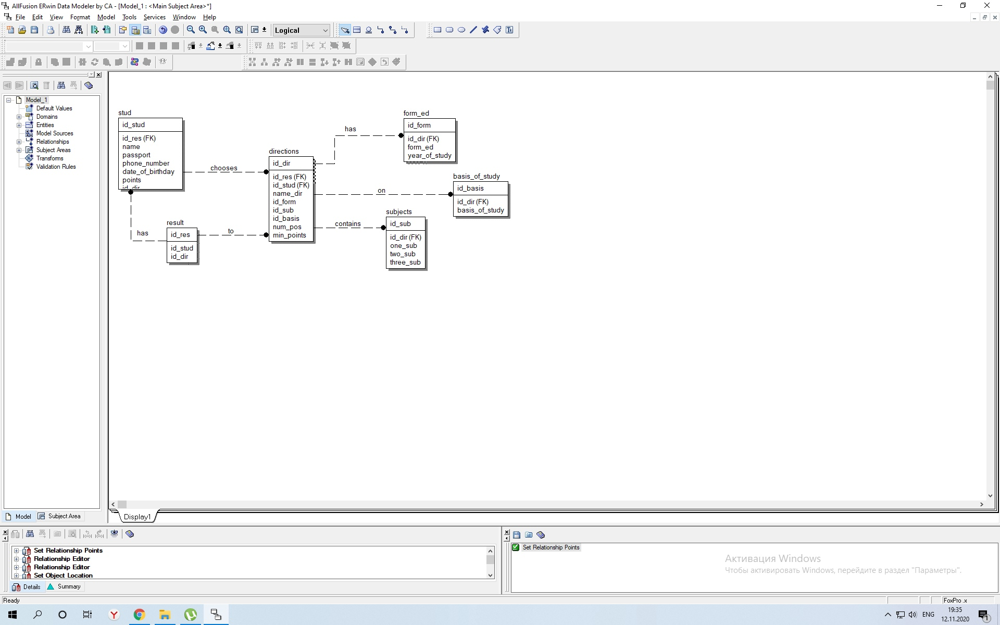 AllFusion ERwin Data Modeler by CA - [Model_1 : <Main Subject Area>*]
File Edit View Format Model Tools Services Window Help
Logical
Model_1
Default Values
Domains
Entities
Model Sources
Relationships
Subject Areas
Transforms
Validation Rules
Model
Subject Area
stud
id_stud
id_res (FK)
name
passport
phone_number
date_of_birthday
points
id_dir
chooses
has
result
id_res
id_stud
id_dir
to
directions
id_dir
id_res (FK)
id_stud (FK)
name_dir
id_form
id_sub
id_basis
num_pos
min_points
has
form_ed
id_form
id_dir (FK)
form_ed
year_of_study
on
basis_of_study
id_basis
id_dir (FK)
basis_of_study
contains
subjects
id_sub
id_dir (FK)
one_sub
two_sub
three_sub
Display1
Set Relationship Points
Relationship Editor
Relationship Editor
Set Object Location
Details
Summary
Set Relationship Points
Активация Windows
Чтобы активировать Windows, перейдите в раздел "Параметры".
Ready
FoxPro .x
ENG
19:35
12.11.2020
1